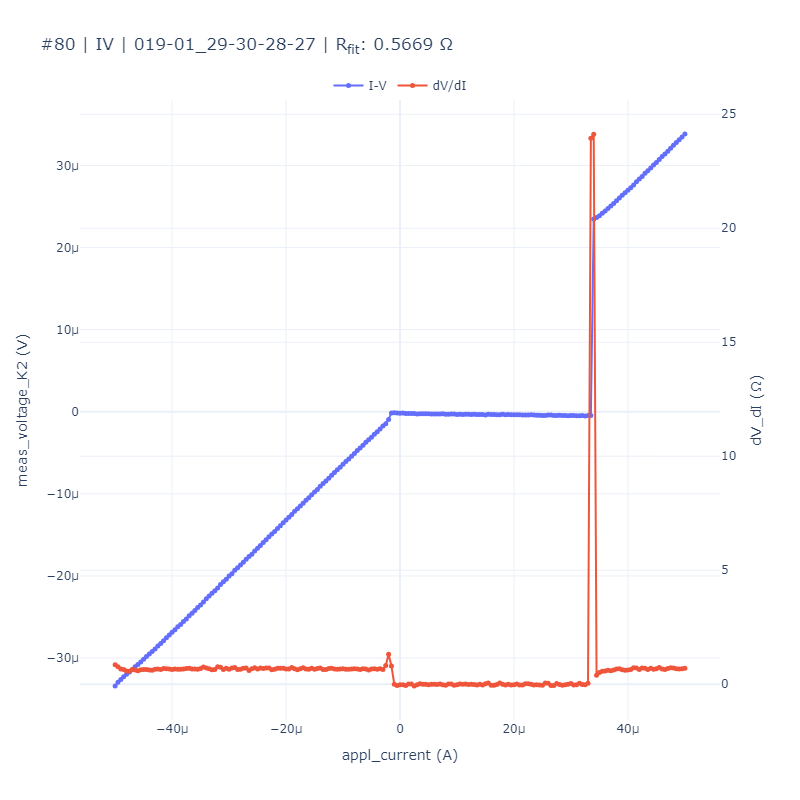 #80 | IV | 019-01_29-30-28-27 | Rfit: 0.5669 Ω
I-V
dV/dI
30μ
20μ
10μ
0
−10μ
−20μ
−30μ
meas_voltage_K2 (V)
25
20
15
10
5
0
dV_dI (Ω)
−40μ
−20μ
0
20μ
40μ
appl_current (A)